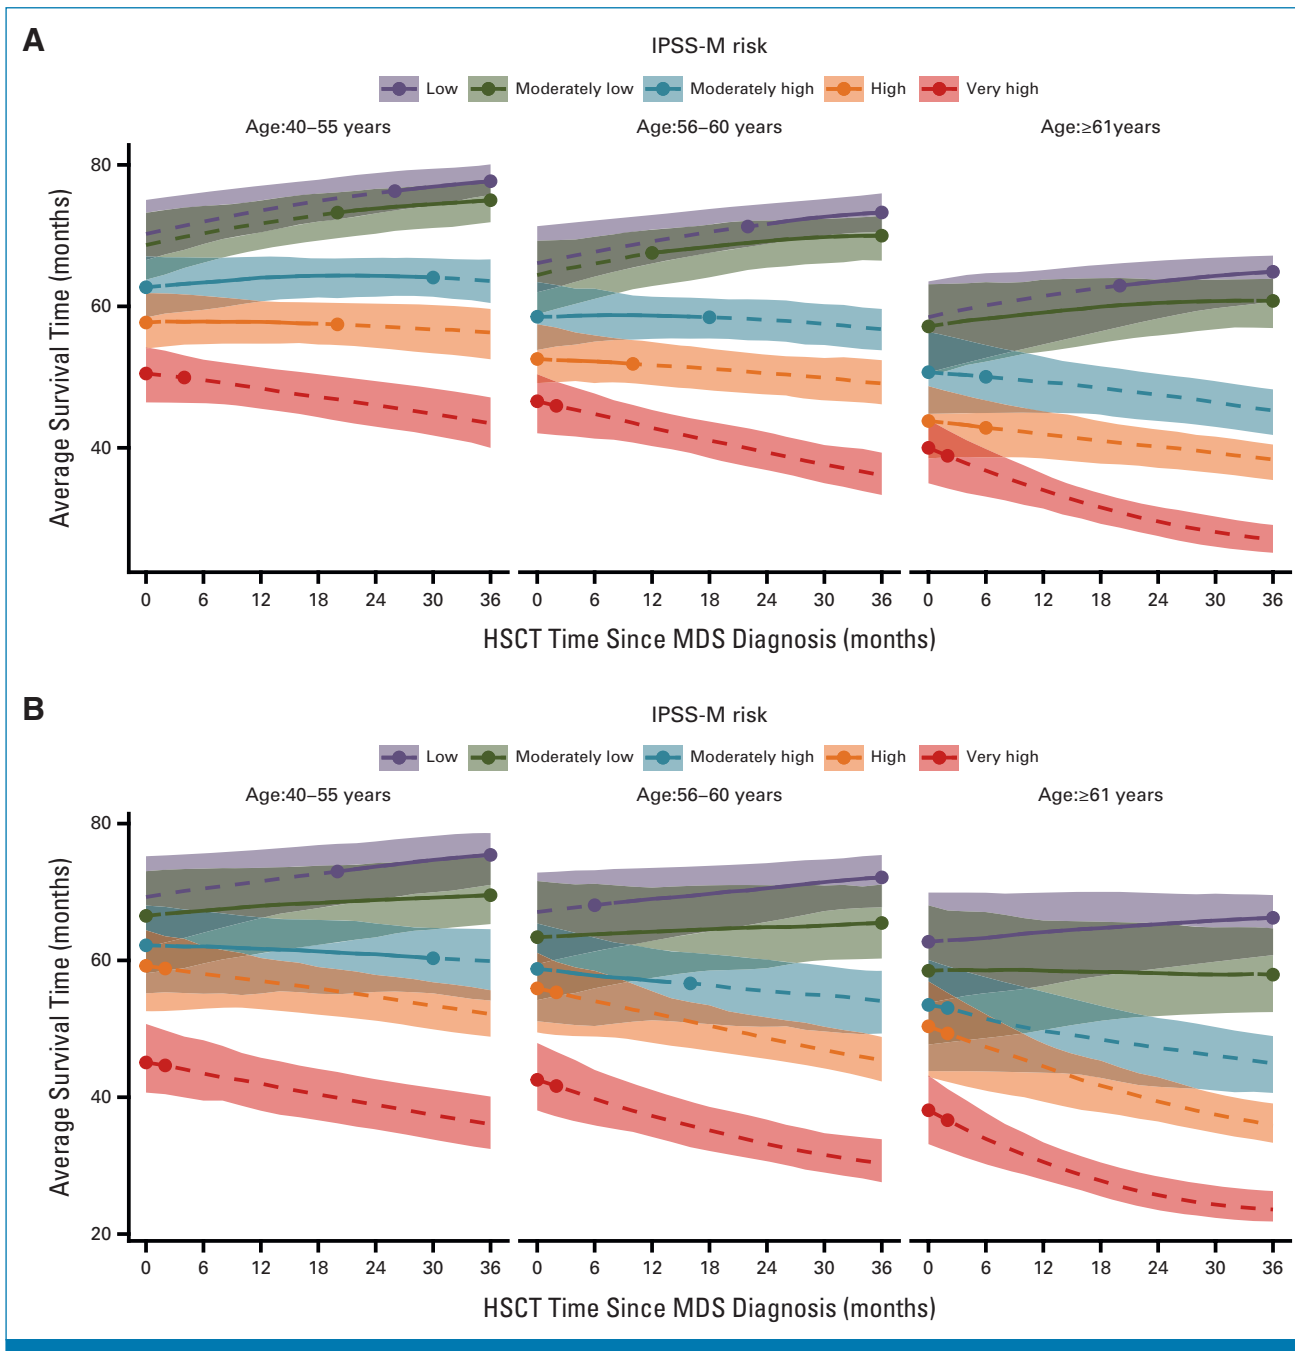 A
IPSS-M risk
Low Moderately low Moderately high High Very high
Age:40–55 years Age:56–60 years Age:≥61years
Average Survival Time (months)
80
60
40
0 6 12 18 24 30 36 0 6 12 18 24 30 36 0 6 12 18 24 30 36
HSCT Time Since MDS Diagnosis (months)
B
IPSS-M risk
Low Moderately low Moderately high High Very high
Age:40–55 years Age:56–60 years Age:≥61 years
Average Survival Time (months)
80
60
40
20
0 6 12 18 24 30 36 0 6 12 18 24 30 36 0 6 12 18 24 30 36
HSCT Time Since MDS Diagnosis (months)